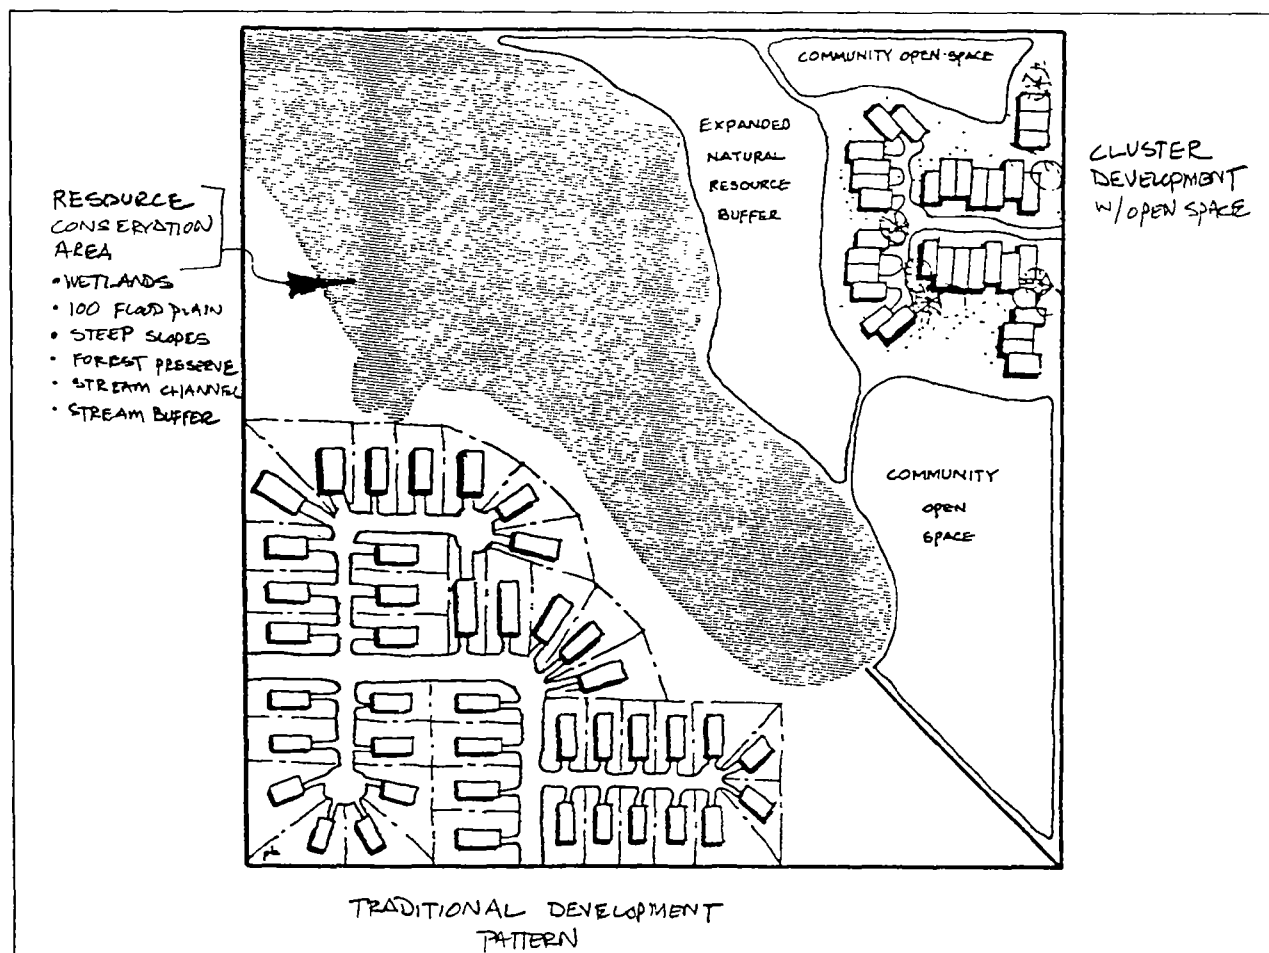 COMMUNITY OPEN-SPACE
EXPANDED
NATURAL
RESOURCE
BUFFER
CLUSTER
DEVELOPMENT
W/OPEN SPACE
RESOURCE
CONSERVATION
AREA
• WETLANDS
• 100 FLOOD PLAIN
• STEEP SLOPES
• FOREST PRESERVE
• STREAM CHANNEL
• STREAM BUFFER
COMMUNITY
OPEN
SPACE
TRADITIONAL DEVELOPMENT
PATTERN